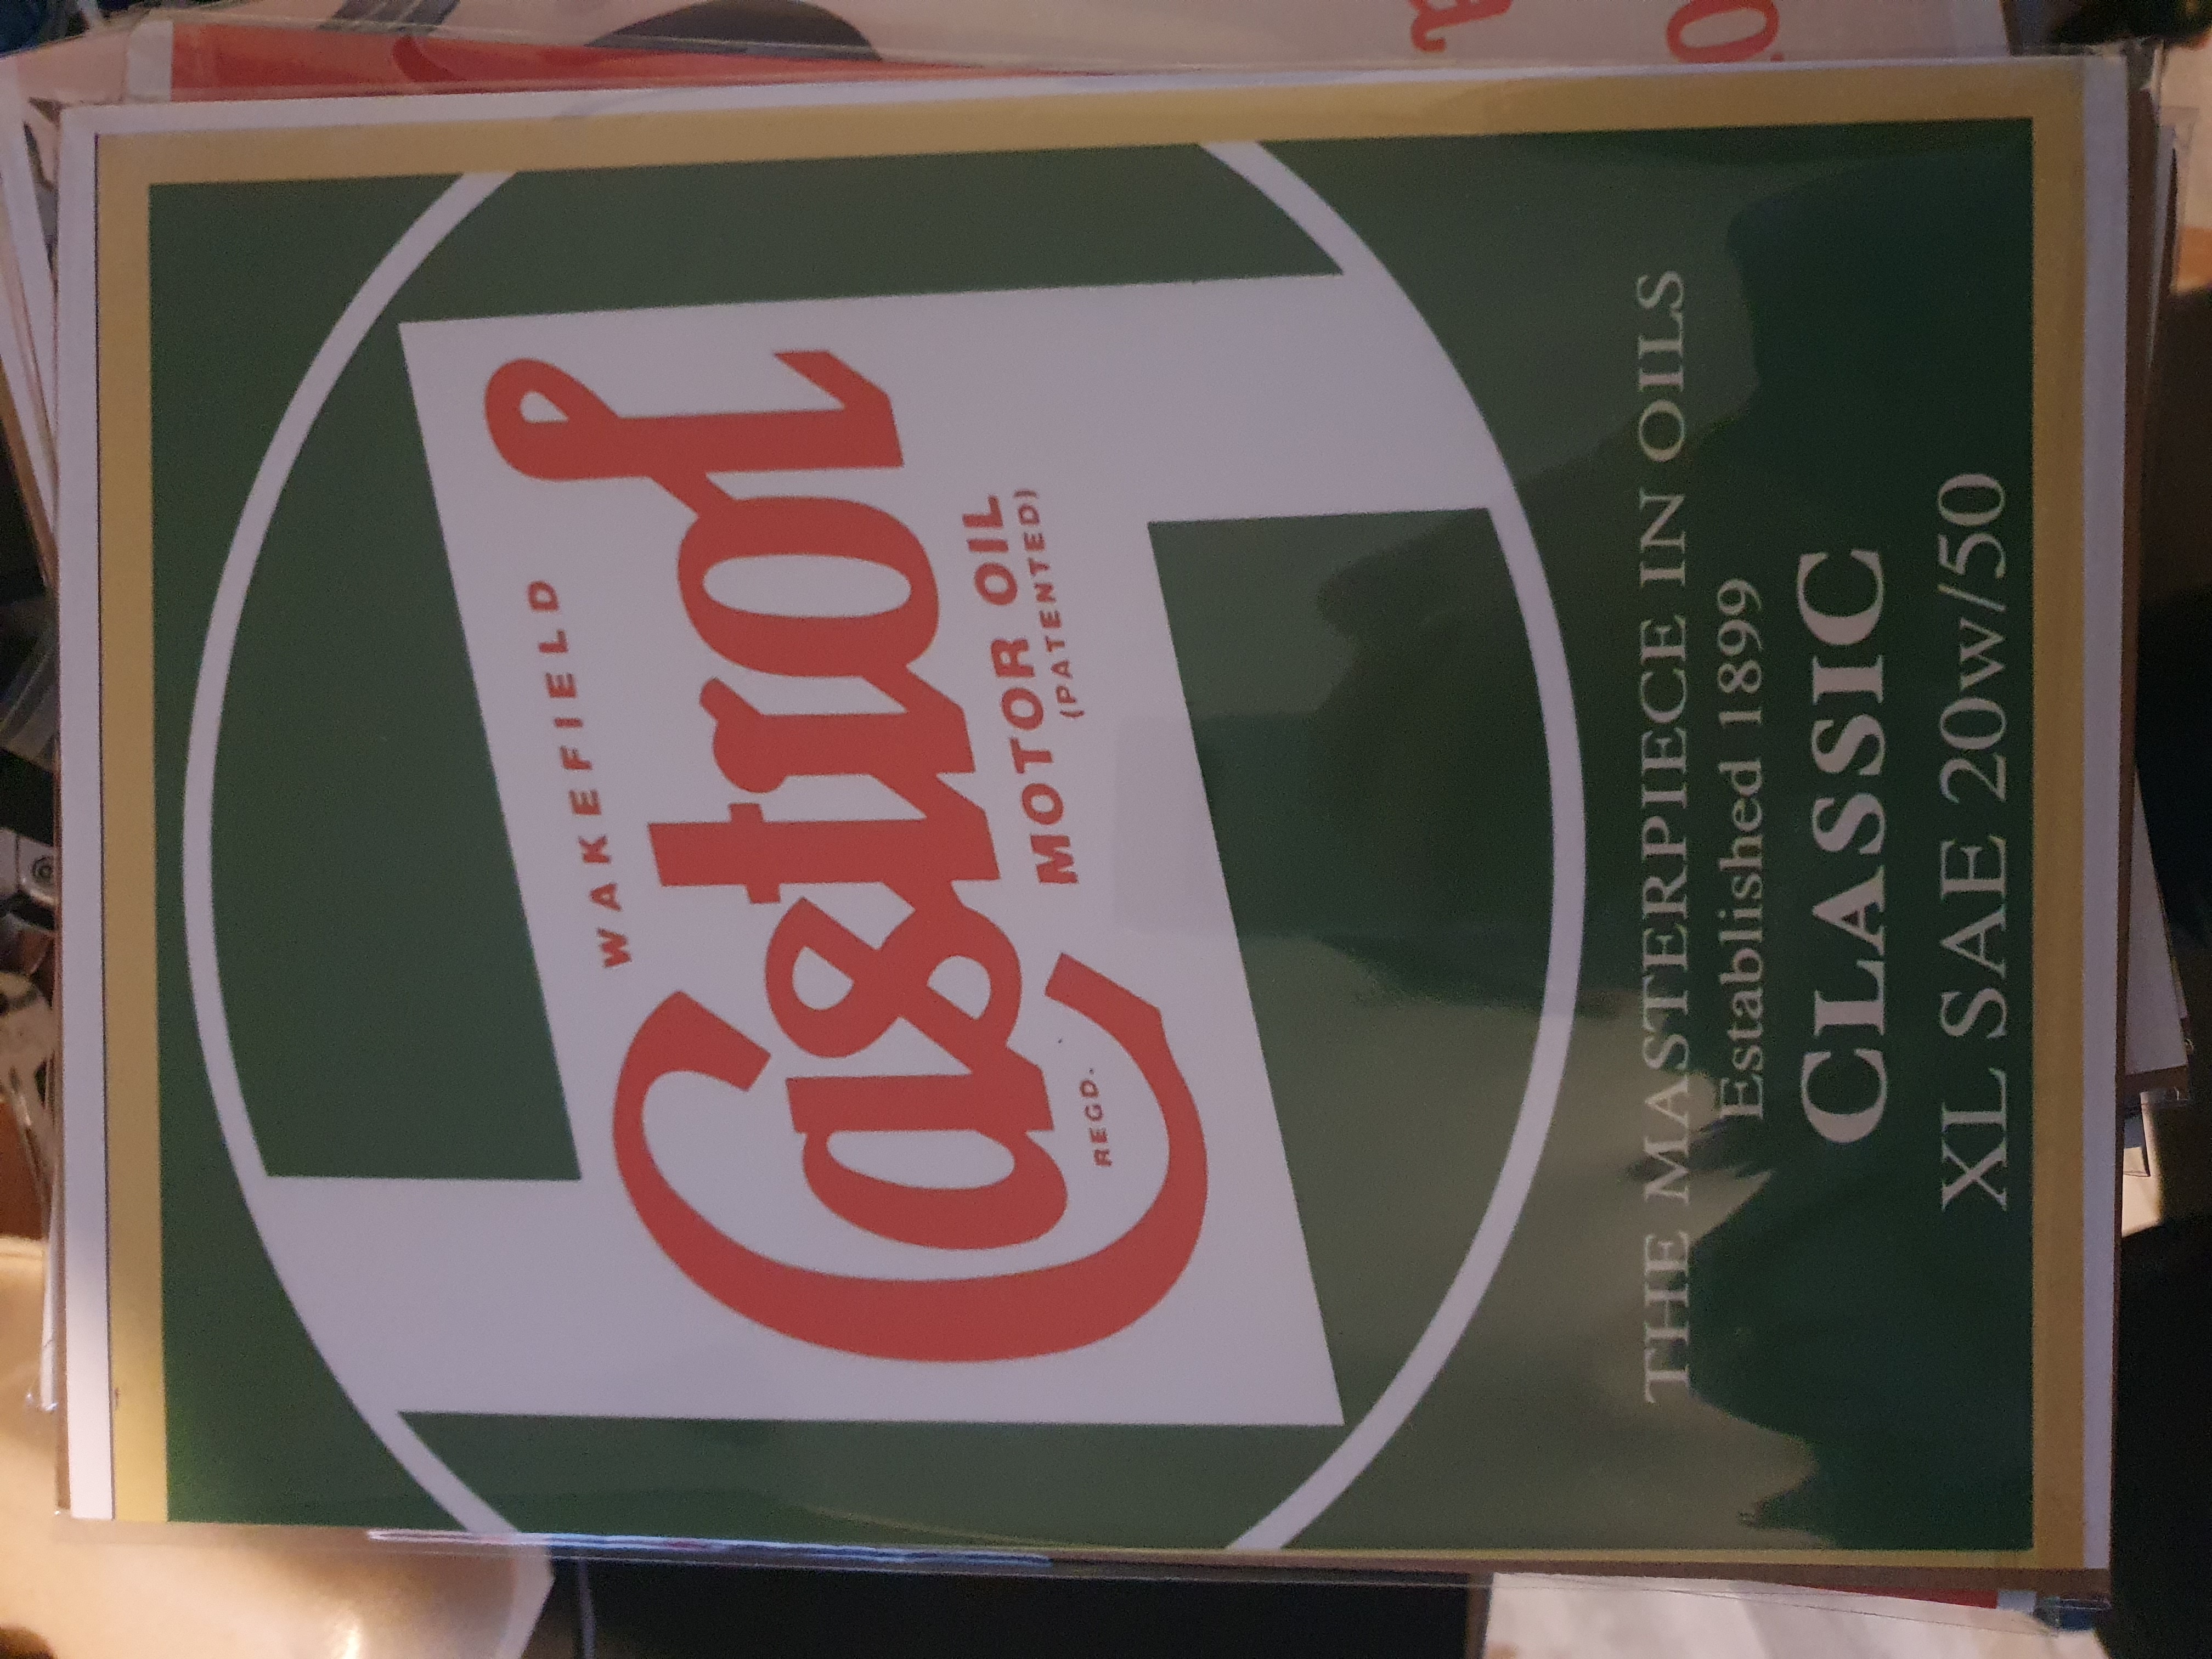 WAKEFIELD
Castrol
REGD.
MOTOR OIL
(PATENTED)
THE MASTERPIECE IN OILS
Established 1899
CLASSIC
XL SAE 20w/50